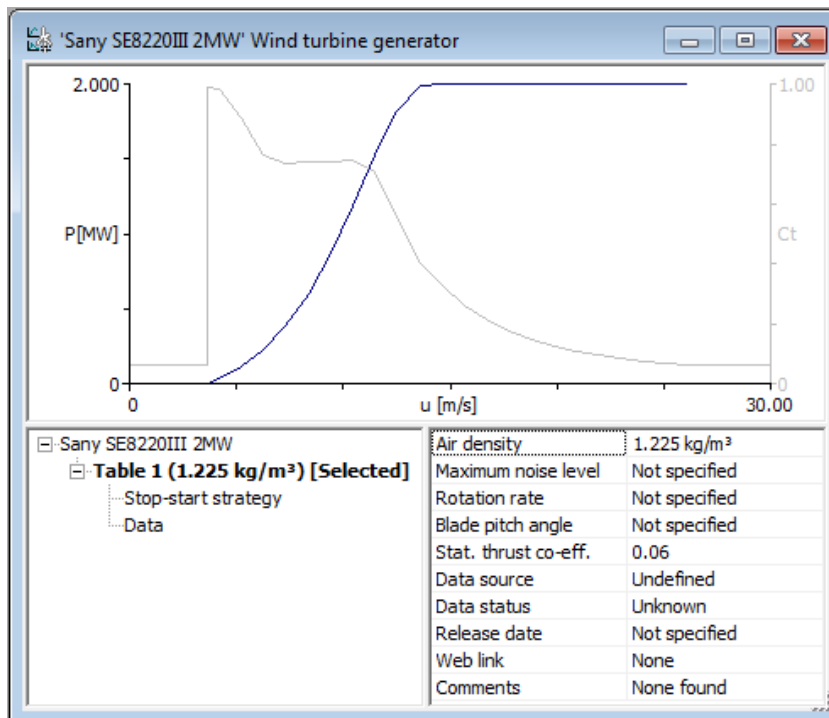 'Sany SE8220III 2MW' Wind turbine generator
2.000
1.00
P[MW]
Ct
0
0
0
u [m/s]
30.00
Sany SE8220III 2MW
Table 1 (1.225 kg/m³) [Selected]
Stop-start strategy
Data
Air density 1.225 kg/m³
Maximum noise level Not specified
Rotation rate Not specified
Blade pitch angle Not specified
Stat. thrust co-eff. 0.06
Data source Undefined
Data status Unknown
Release date Not specified
Web link None
Comments None found